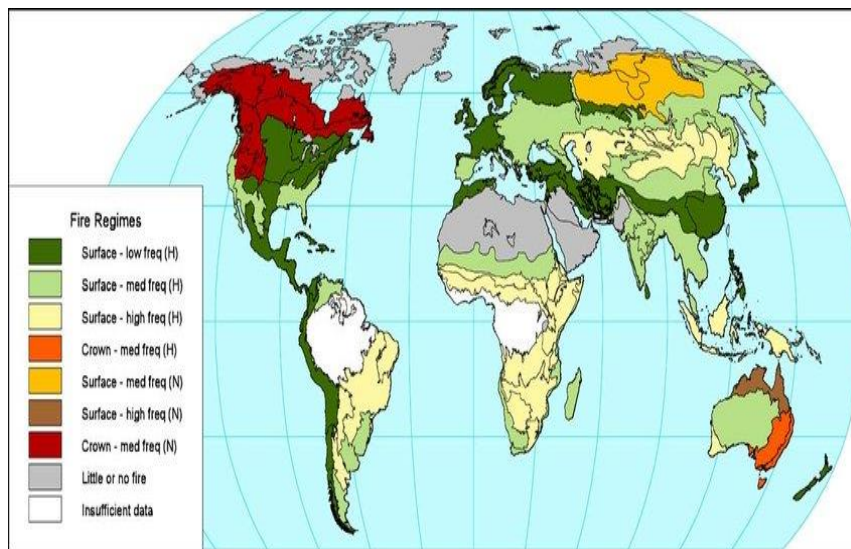 Fire Regimes
Surface - low freq (H)
Surface - med freq (H)
Surface - high freq (H)
Crown - med freq (H)
Surface - med freq (N)
Surface - high freq (N)
Crown - med freq (N)
Little or no fire
Insufficient data